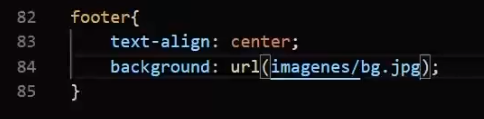 82 footer{
83 text-align: center;
84 background: url(imagenes/bg.jpg);
85 }